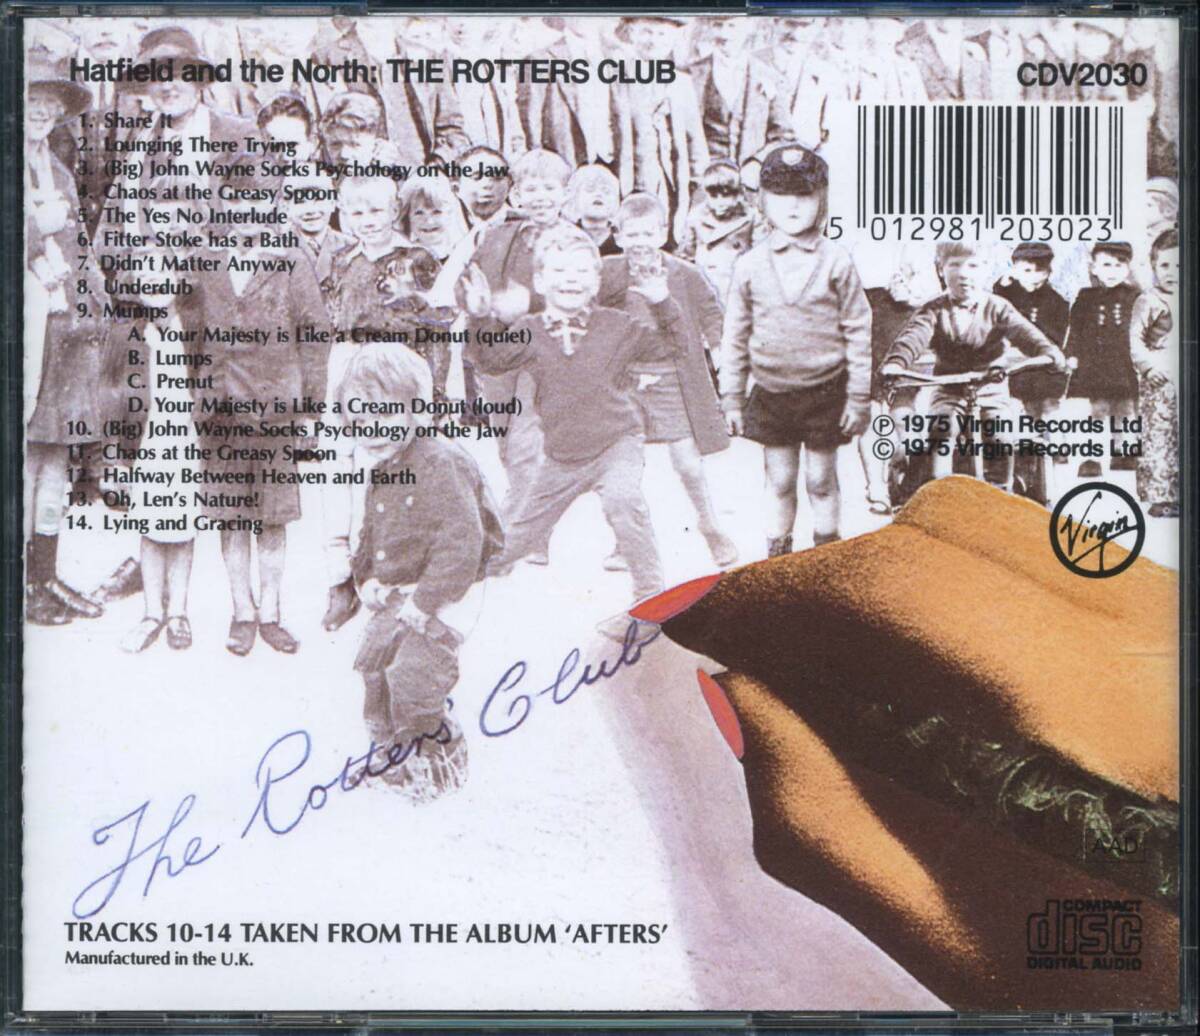 Hatfield and the North: THE ROTTERS CLUB
CDV2030
1. Share It
2. Lounging There Trying
3. (Big) John Wayne Socks Psychology on the Jaw
4. Chaos at the Greasy Spoon
5. The Yes No Interlude
6. Fitter Stoke has a Bath
7. Didn't Matter Anyway
8. Underdub
9. Mumps
A. Your Majesty is Like a Cream Donut (quiet)
B. Lumps
C. Prenut
D. Your Majesty is Like a Cream Donut (loud)
10. (Big) John Wayne Socks Psychology on the Jaw
11. Chaos at the Greasy Spoon
12. Halfway Between Heaven and Earth
13. Oh, Len's Nature!
14. Lying and Gracing
5 012981 203023
℗ 1975 Virgin Records Ltd
© 1975 Virgin Records Ltd
Virgin
The Rotters' Club
AAD
TRACKS 10-14 TAKEN FROM THE ALBUM ‘AFTERS’
Manufactured in the U.K.
COMPACT
disc
DIGITAL AUDIO